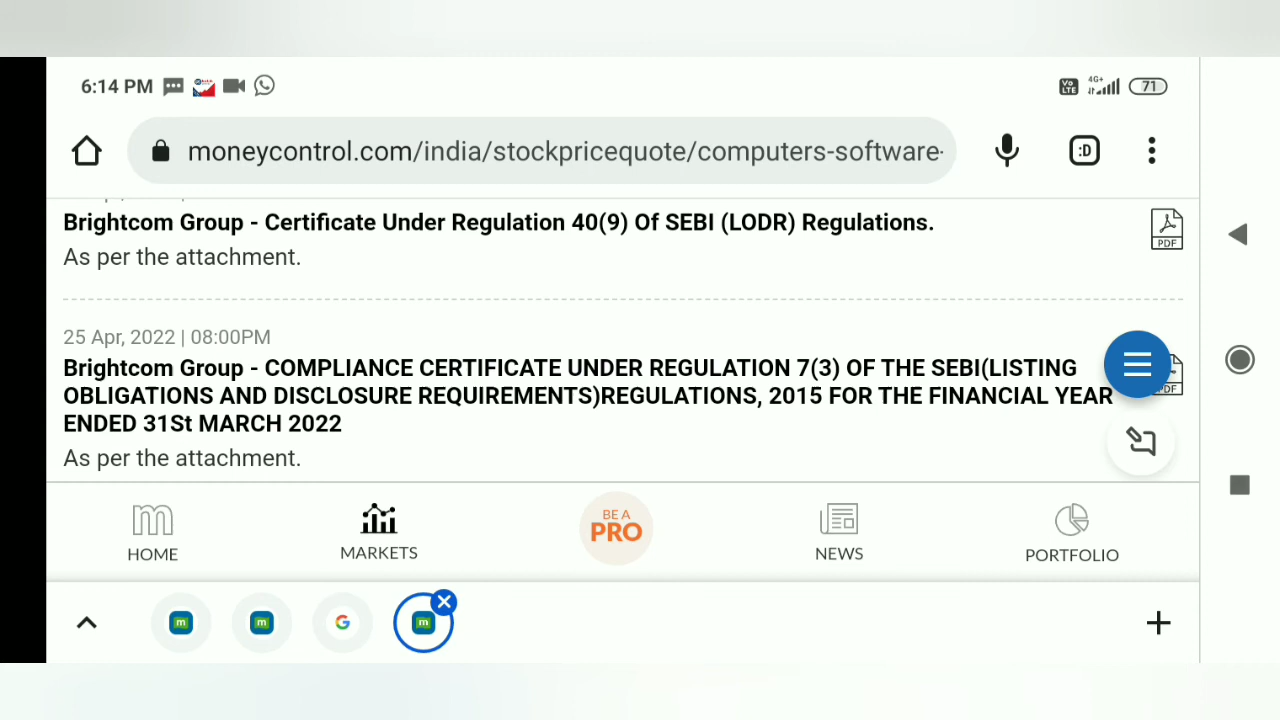 6:14 PM
Vo LTE 4G+ 71
moneycontrol.com/india/stockpricequote/computers-software-
:D
Brightcom Group - Certificate Under Regulation 40(9) Of SEBI (LODR) Regulations.
PDF
As per the attachment.
25 Apr, 2022 | 08:00PM
Brightcom Group - COMPLIANCE CERTIFICATE UNDER REGULATION 7(3) OF THE SEBI(LISTING
OBLIGATIONS AND DISCLOSURE REQUIREMENTS)REGULATIONS, 2015 FOR THE FINANCIAL YEAR
ENDED 31St MARCH 2022
As per the attachment.
BE A
PRO
HOME
MARKETS
NEWS
PORTFOLIO